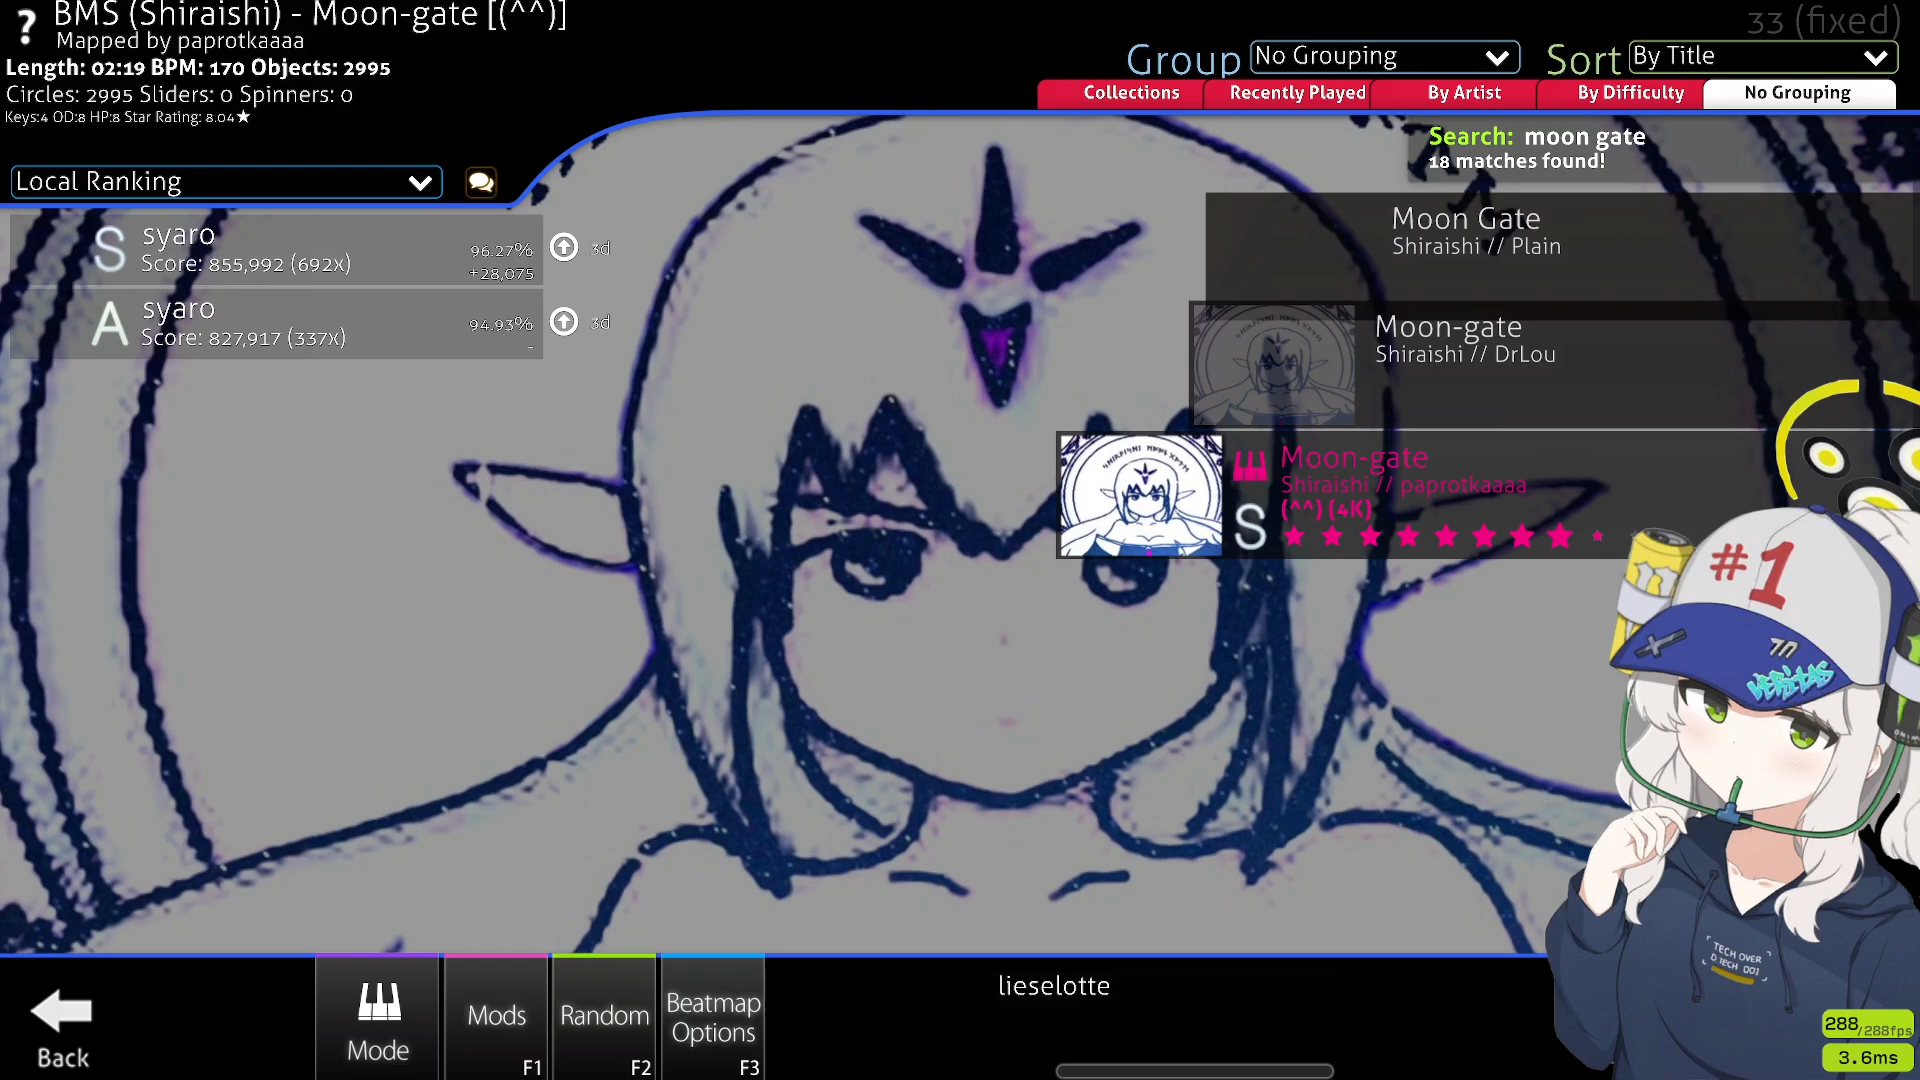 BMS (Shiraishi) - Moon-gate [(^^)]
Mapped by paprotkaaaa
Length: 02:19 BPM: 170 Objects: 2995
Circles: 2995 Sliders: 0 Spinners: 0
Keys:4 OD:8 HP:8 Star Rating: 8.04★
33 (fixed)
Group
No Grouping
Sort
By Title
Collections
Recently Played
By Artist
By Difficulty
No Grouping
Search: moon gate
18 matches found!
Local Ranking
S
syaro
Score: 855,992 (692x)
96.27%
+28,075
3d
A
syaro
Score: 827,917 (337x)
94.93%
-
3d
Moon Gate
Shiraishi // Plain
Moon-gate
Shiraishi // DrLou
Moon-gate
Shiraishi // paprotkaaaa
(^^) (4K)
S
#1
VERITAS
TECH OVER
D TECH 001
Back
Mode
Mods
F1
Random
F2
Beatmap
Options
F3
lieselotte
288/288fps
3.6ms